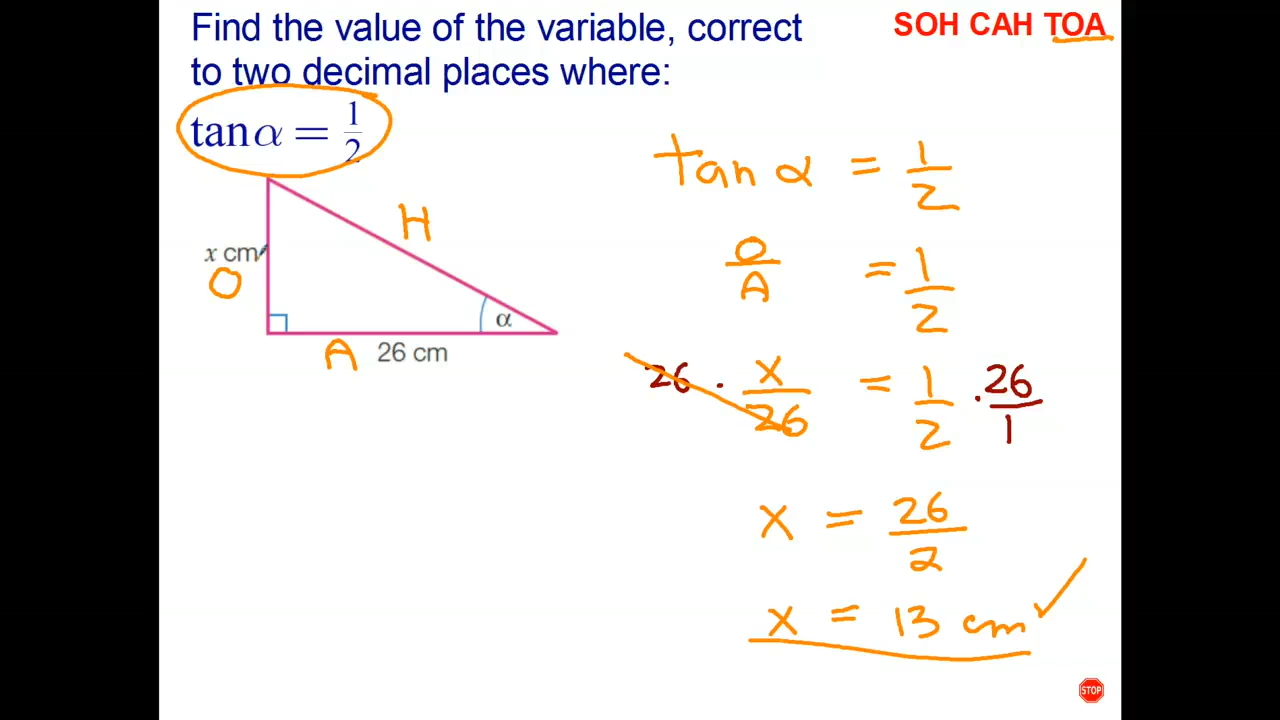 Find the value of the variable, correct
to two decimal places where:
SOH CAH TOA
tan α = 1/2
x cm
O
H
A
26 cm
α
tan α = 1/2
O/A = 1/2
26 · x/26 = 1/2 · 26/1
x = 26/2
x = 13 cm ✓
STOP